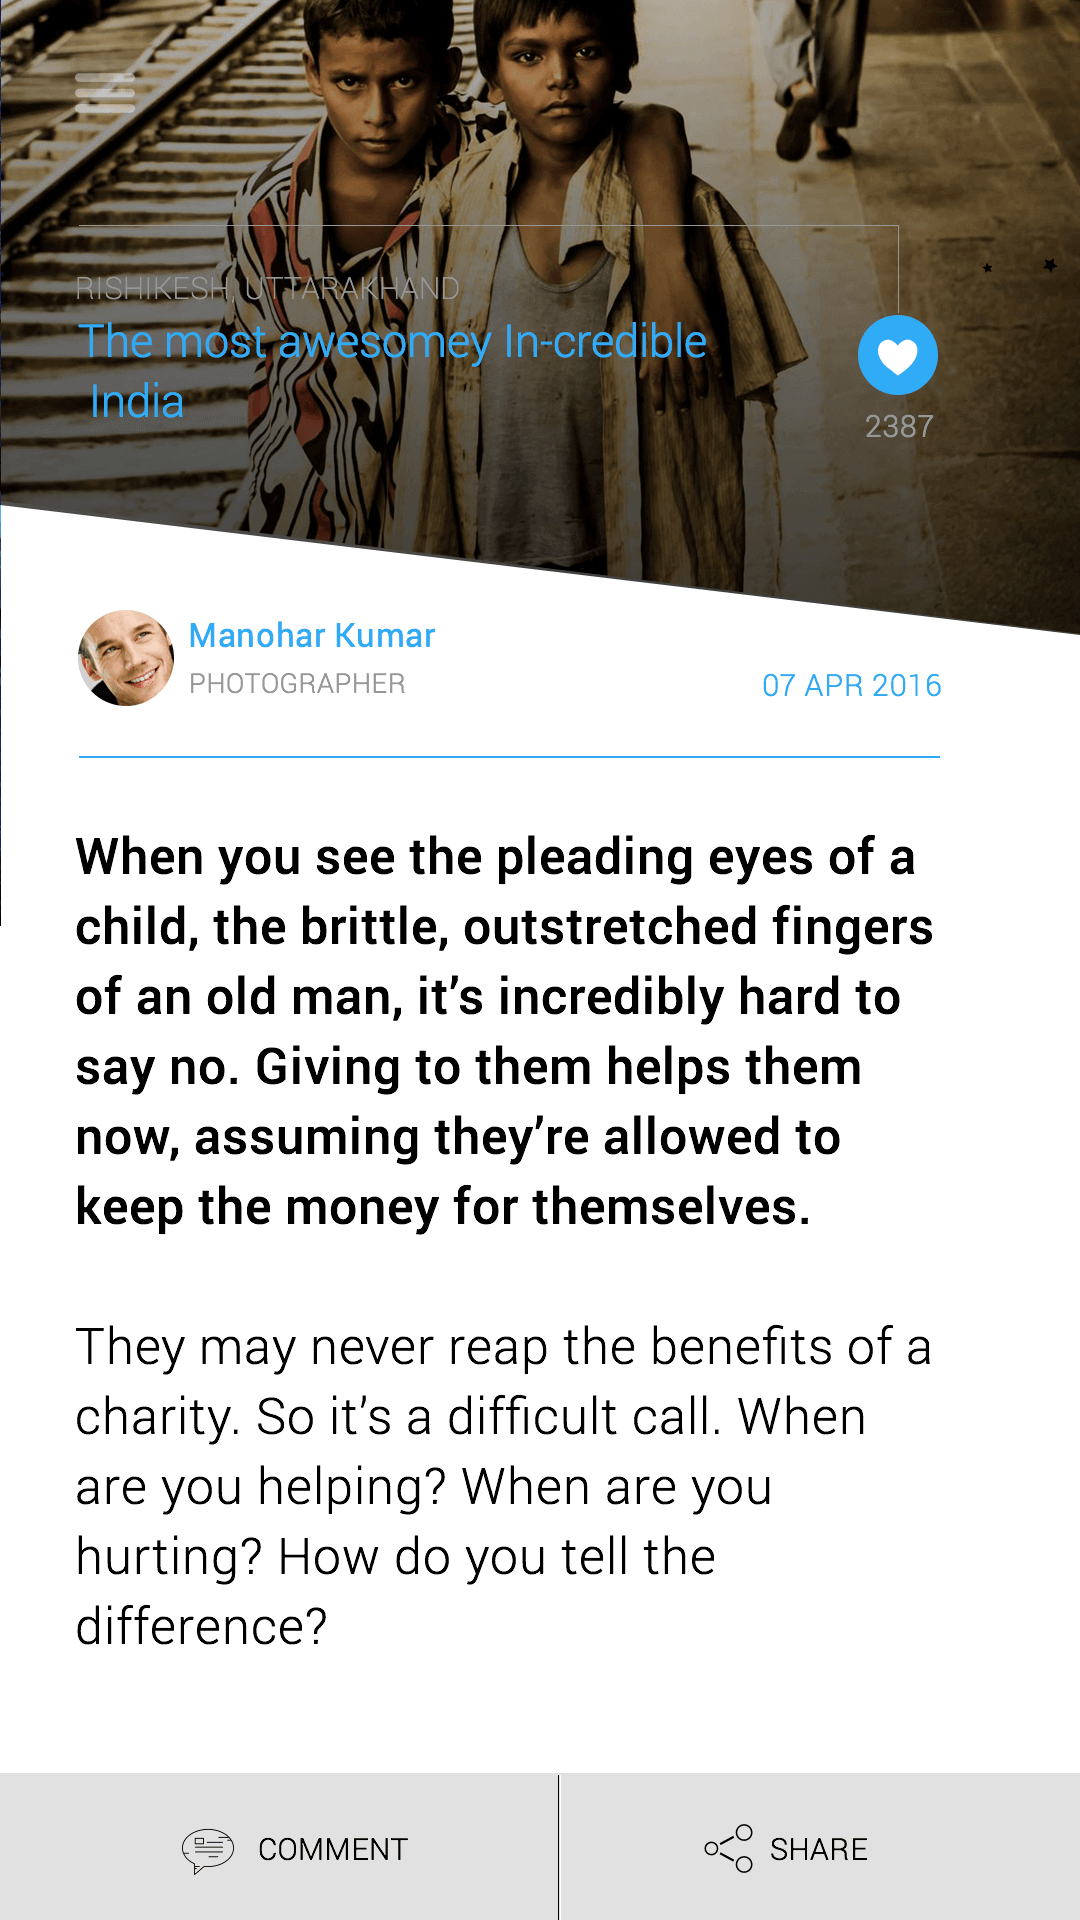 RISHIKESH, UTTARAKHAND
The most awesomey In-credible
India
2387
Manohar Kumar
PHOTOGRAPHER
07 APR 2016
When you see the pleading eyes of a
child, the brittle, outstretched fingers
of an old man, it’s incredibly hard to
say no. Giving to them helps them
now, assuming they’re allowed to
keep the money for themselves.
They may never reap the benefits of a
charity. So it’s a difficult call. When
are you helping? When are you
hurting? How do you tell the
difference?
COMMENT
SHARE